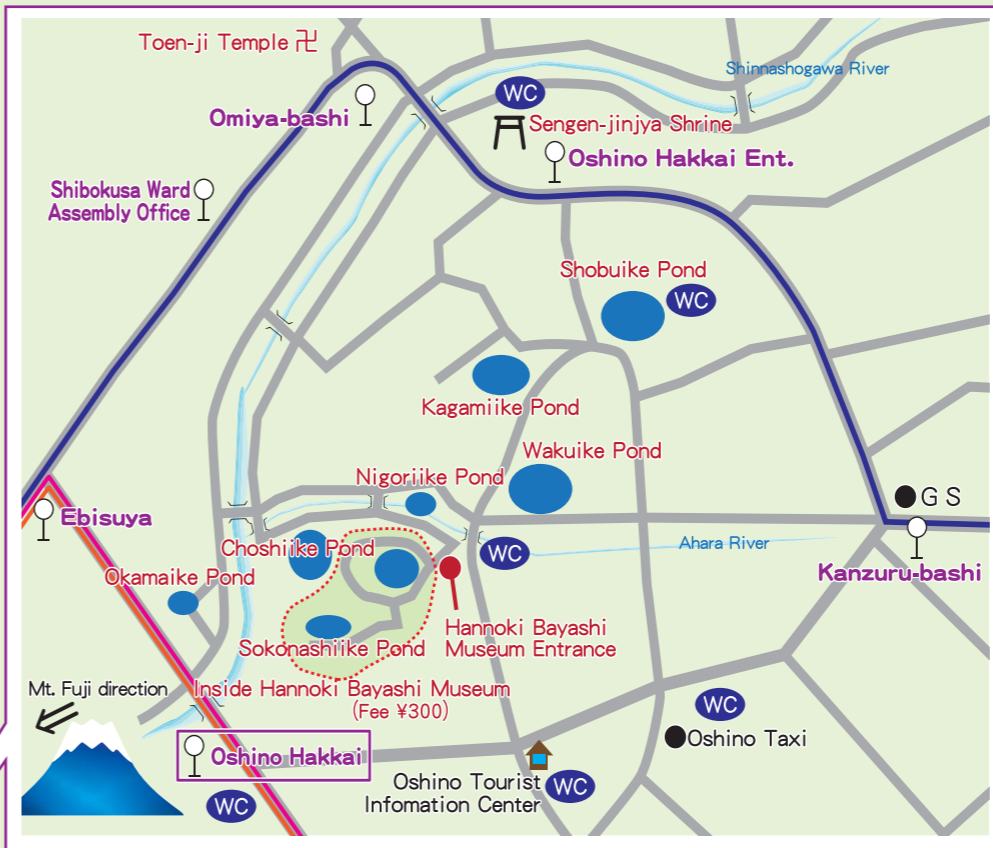 Toen-ji Temple 卍
Shinnashogawa River
WC
Omiya-bashi
Sengen-jinjya Shrine
Oshino Hakkai Ent.
Shibokusa Ward
Assembly Office
Shobuike Pond
WC
Kagamiike Pond
Wakuike Pond
Nigoriike Pond
G S
Ebisuya
Choshiike Pond
WC
Ahara River
Okamaike Pond
Kanzuru-bashi
Sokonashiike Pond
Hannoki Bayashi
Museum Entrance
Mt. Fuji direction
Inside Hannoki Bayashi Museum
(Fee ¥300)
WC
Oshino Hakkai
Oshino Taxi
Oshino Tourist
Infomation Center
WC
WC